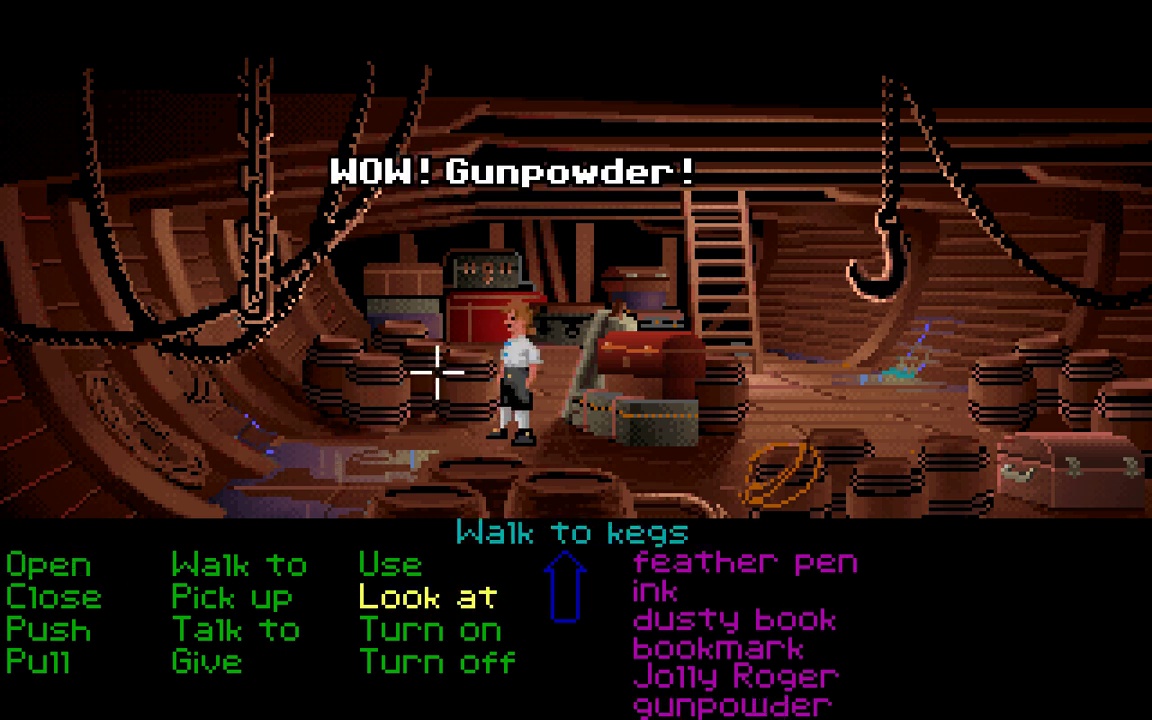 WOW! Gunpowder!
Walk to kegs
Open Walk to Use
Close Pick up Look at
Push Talk to Turn on
Pull Give Turn off
feather pen
ink
dusty book
bookmark
Jolly Roger
gunpowder